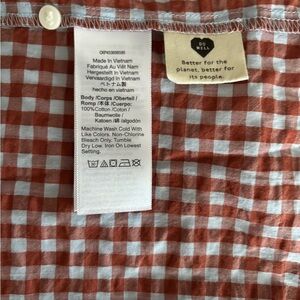 Made in Vietnam
Fabriqué Au Viêt Nam
Hergestellt in Vietnam
Vervaardigd in Vietnam
ベトナム製
hecho en vietnam
Body /Corps /Oberteil /
Romp /本体 /Cuerpo:
100%Cotton /Coton /
Baumwolle /
Katoen /綿 /algodón
Machine Wash Cold With
Like Colors. Non-Chlorine
Bleach Only, Tumble
Dry Low. Iron On Lowest
Setting.
DO
WELL
Better for the
planet, better for
its people.